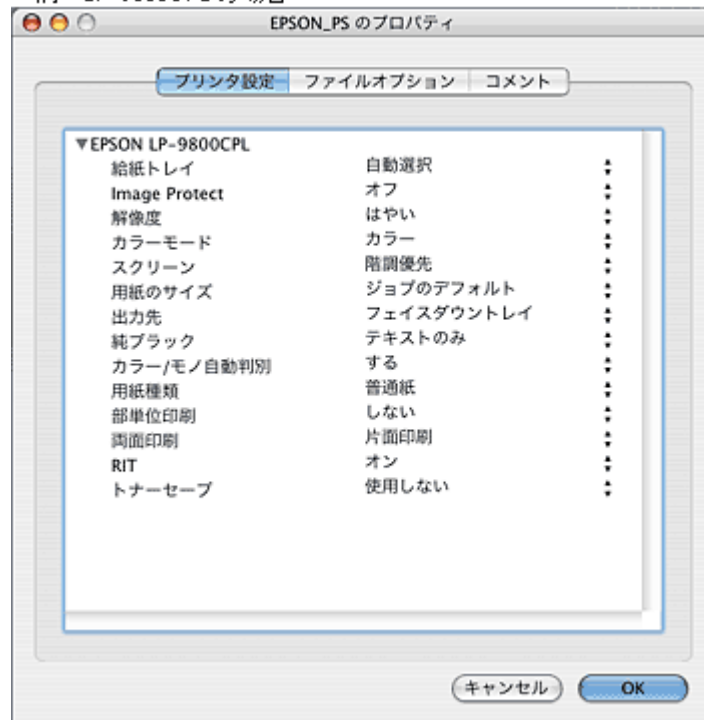 EPSON_PS のプロパティ
プリンタ設定 ファイルオプション コメント
▼EPSON LP-9800CPL
給紙トレイ 自動選択
Image Protect オフ
解像度 はやい
カラーモード カラー
スクリーン 階調優先
用紙のサイズ ジョブのデフォルト
出力先 フェイスダウントレイ
純ブラック テキストのみ
カラー/モノ自動判別 する
用紙種類 普通紙
部単位印刷 しない
両面印刷 片面印刷
RIT オン
トナーセーブ 使用しない
キャンセル OK